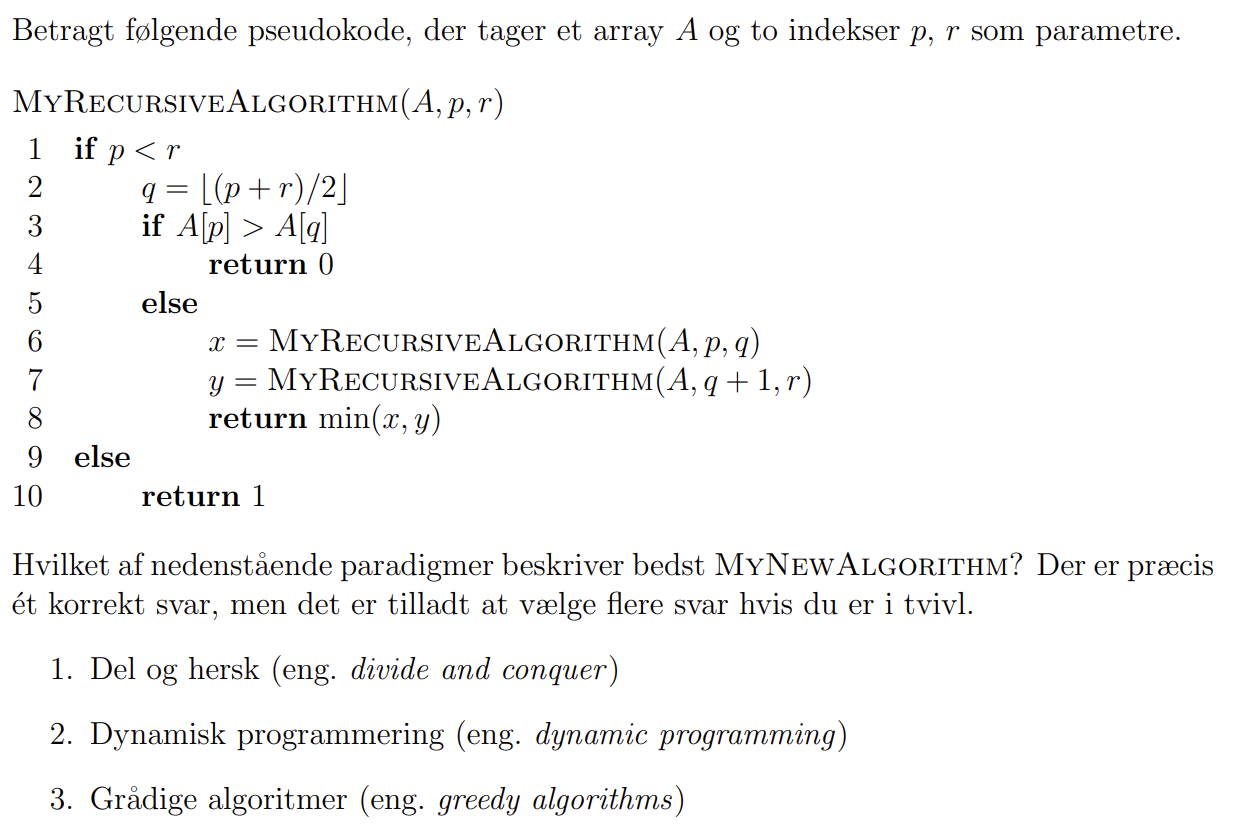 Betragt følgende pseudokode, der tager et array A og to indekser p, r som parametre.
MyRecursiveAlgorithm(A, p, r)
1 if p < r
2 q = ⌊(p + r)/2⌋
3 if A[p] > A[q]
4 return 0
5 else
6 x = MyRecursiveAlgorithm(A, p, q)
7 y = MyRecursiveAlgorithm(A, q + 1, r)
8 return min(x, y)
9 else
10 return 1
Hvilket af nedenstående paradigmer beskriver bedst MyNewAlgorithm? Der er præcis
ét korrekt svar, men det er tilladt at vælge flere svar hvis du er i tvivl.
1. Del og hersk (eng. divide and conquer)
2. Dynamisk programmering (eng. dynamic programming)
3. Grådige algoritmer (eng. greedy algorithms)